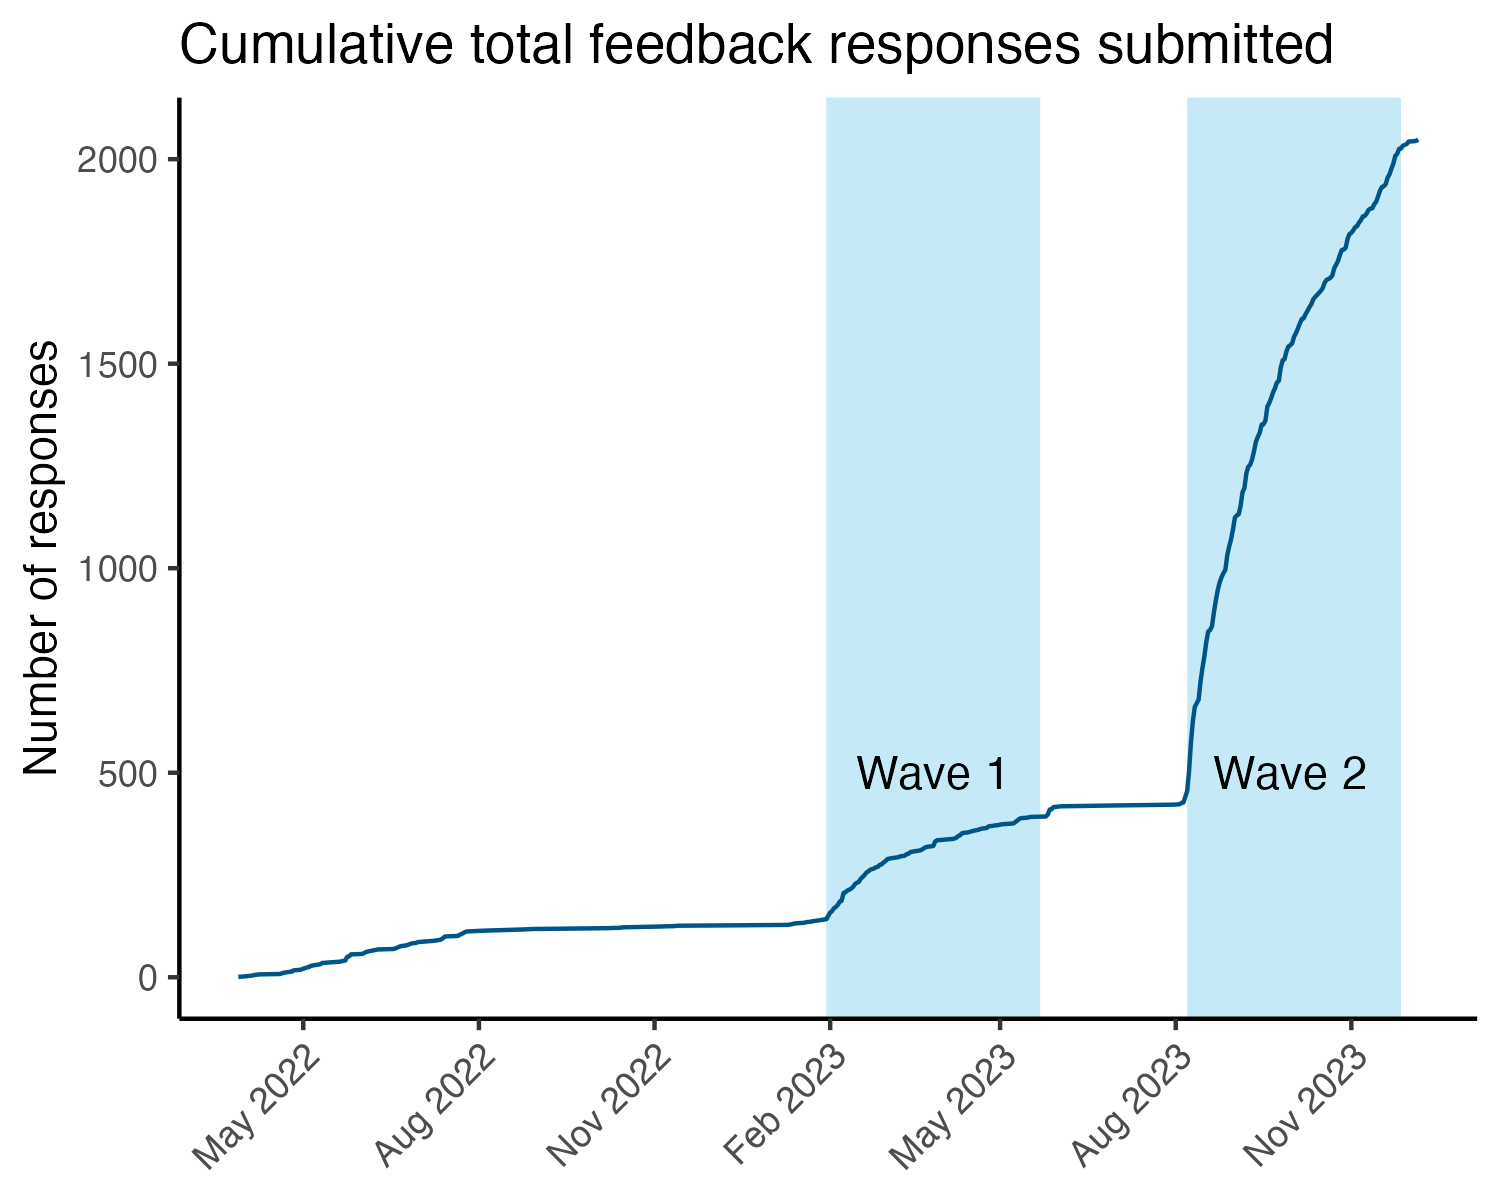 Cumulative total feedback responses submitted
Number of responses
2000
1500
1000
500
0
Wave 1
Wave 2
May 2022
Aug 2022
Nov 2022
Feb 2023
May 2023
Aug 2023
Nov 2023